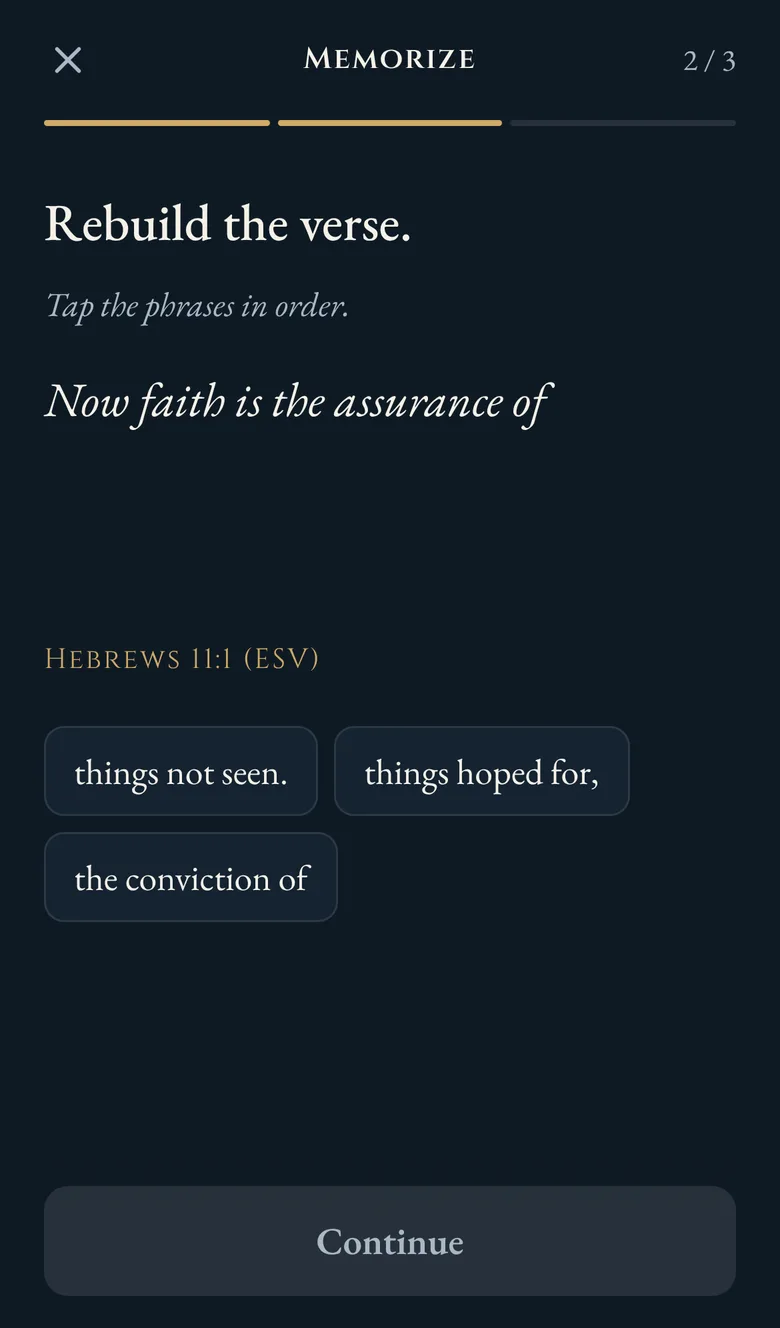 Memorize
2 / 3
Rebuild the verse.
Tap the phrases in order.
Now faith is the assurance of
Hebrews 11:1 (ESV)
things not seen.
things hoped for,
the conviction of
Continue